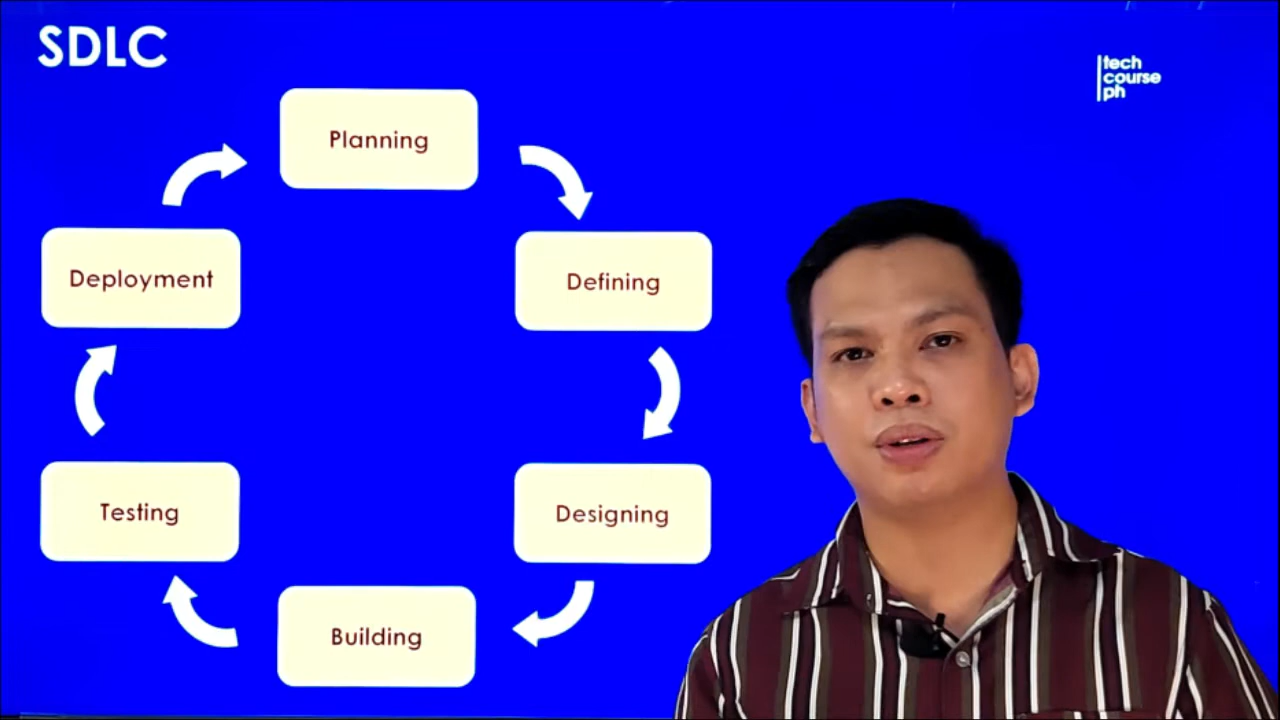 SDLC
tech
course
ph
Planning
Deployment
Defining
Testing
Designing
Building